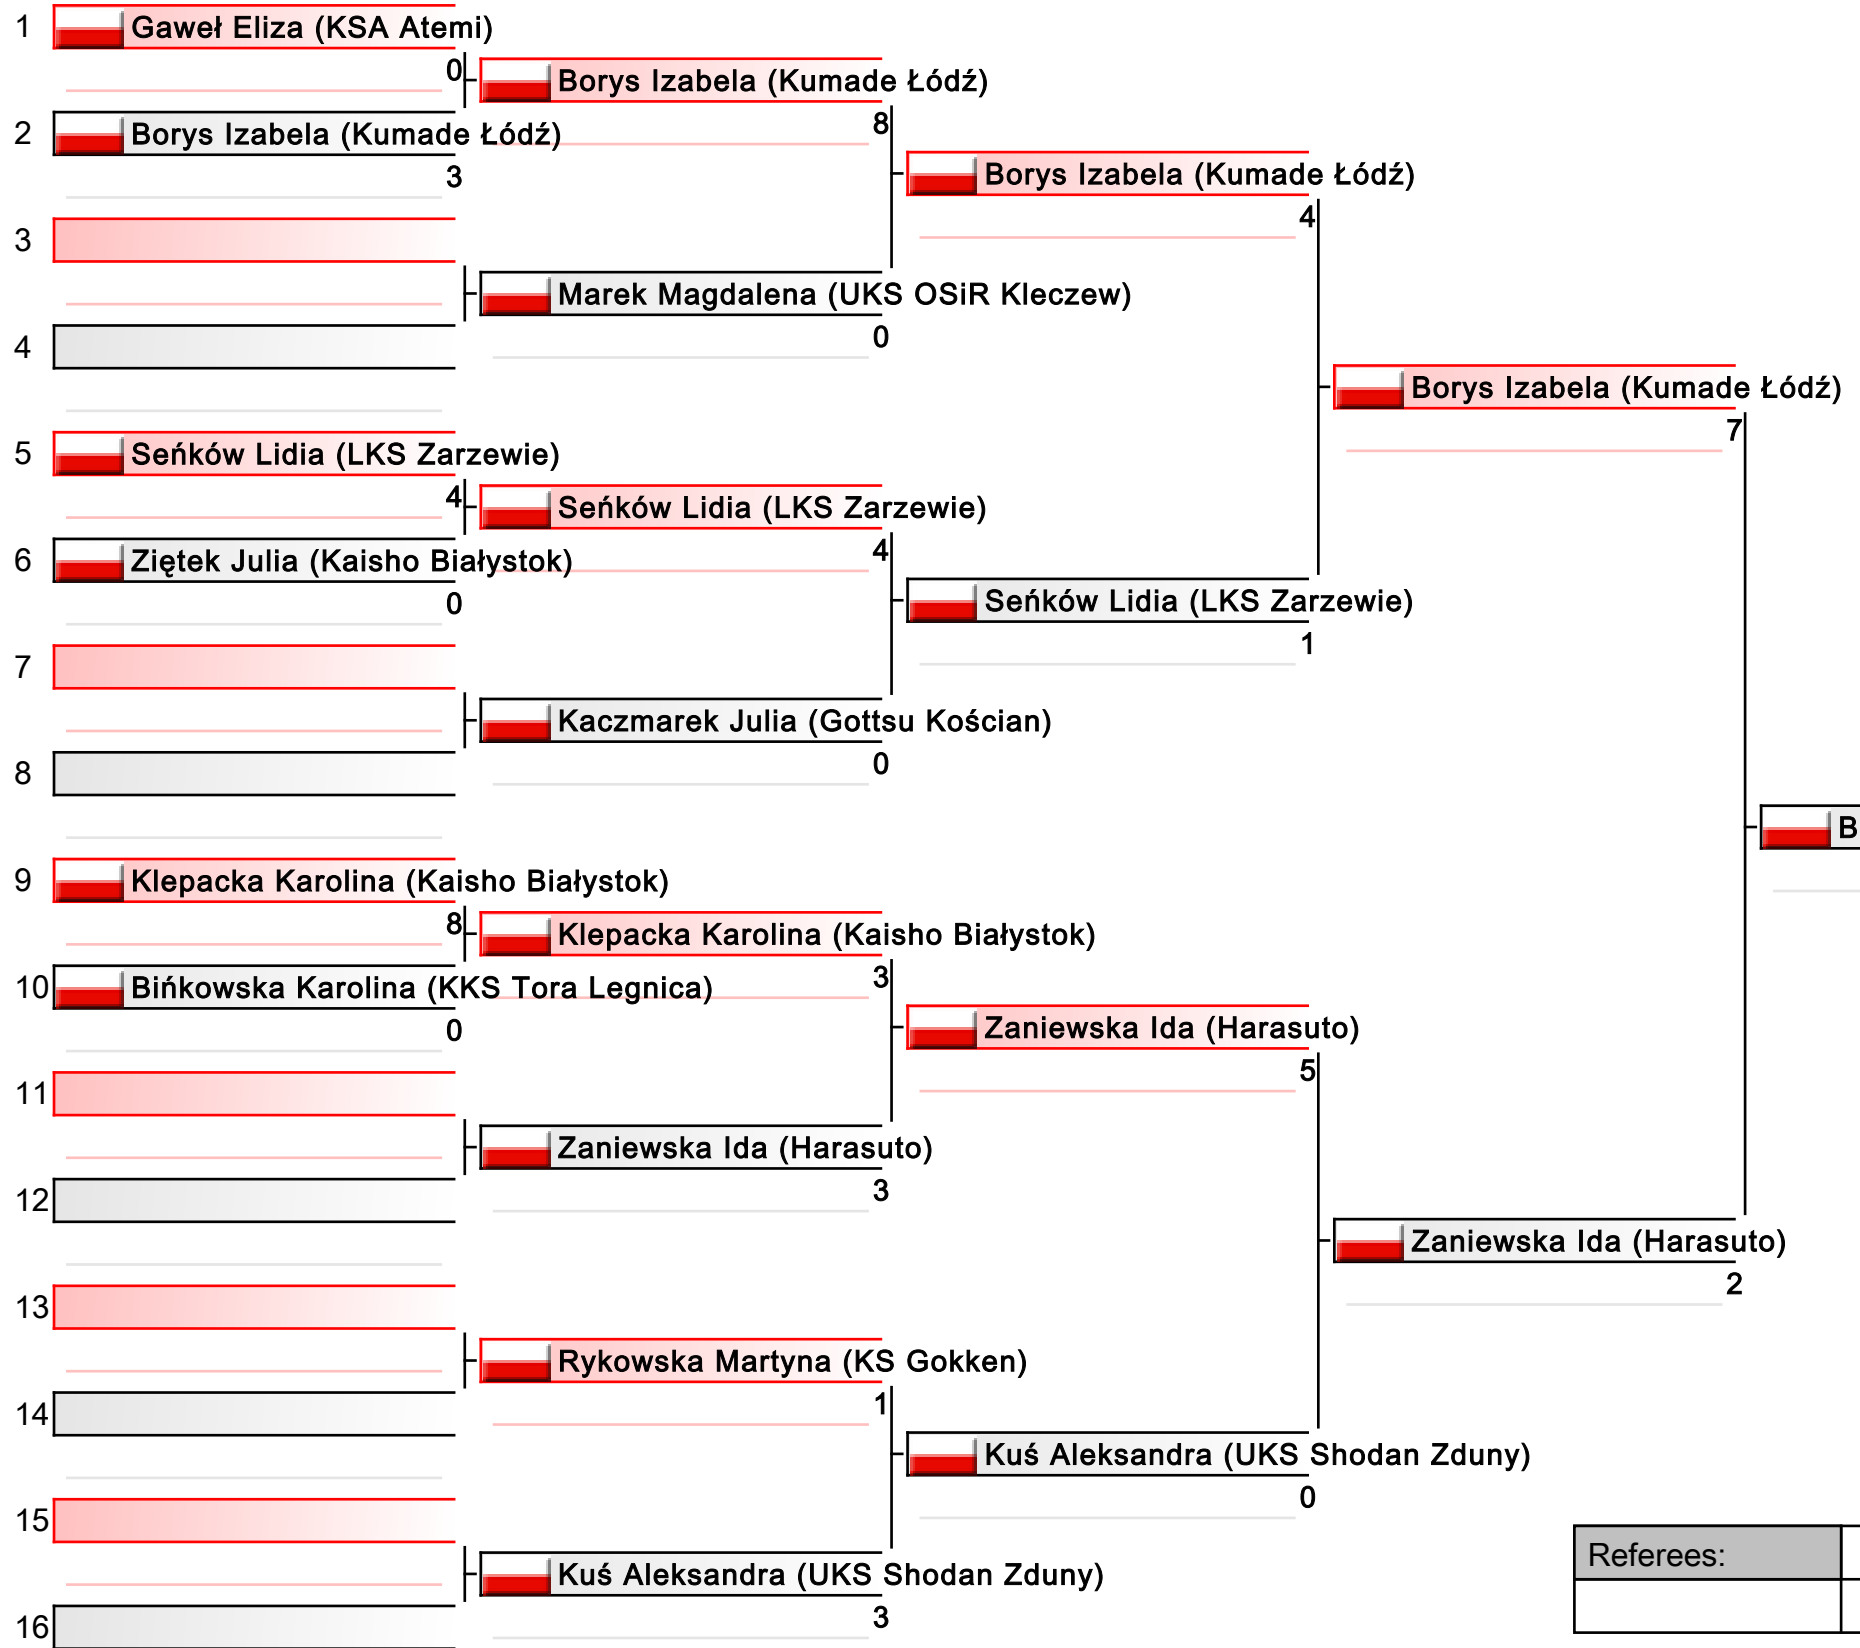 1 Gaweł Eliza (KSA Atemi)
0 Borys Izabela (Kumade Łódź)
2 Borys Izabela (Kumade Łódź)
8
3
Borys Izabela (Kumade Łódź)
4
3
Marek Magdalena (UKS OSiR Kleczew)
0
4
Borys Izabela (Kumade Łódź)
7
5 Seńków Lidia (LKS Zarzewie)
4 Seńków Lidia (LKS Zarzewie)
4
6 Ziętek Julia (Kaisho Białystok)
0
Seńków Lidia (LKS Zarzewie)
1
7
Kaczmarek Julia (Gottsu Kościan)
0
8
B
9 Klepacka Karolina (Kaisho Białystok)
8 Klepacka Karolina (Kaisho Białystok)
3
10 Bińkowska Karolina (KKS Tora Legnica)
0
Zaniewska Ida (Harasuto)
5
11
Zaniewska Ida (Harasuto)
3
12
Zaniewska Ida (Harasuto)
2
13
Rykowska Martyna (KS Gokken)
1
14
Kuś Aleksandra (UKS Shodan Zduny)
0
15
Kuś Aleksandra (UKS Shodan Zduny)
3
16
Referees: